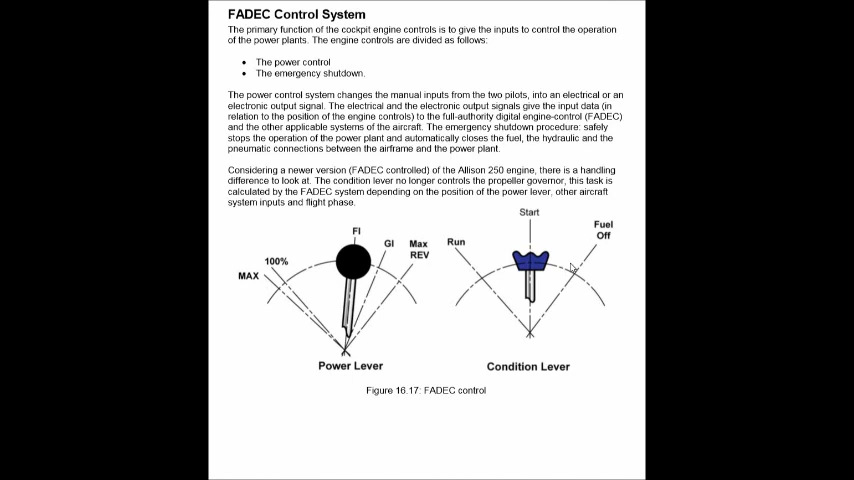 FADEC Control System
The primary function of the cockpit engine controls is to give the inputs to control the operation
of the power plants. The engine controls are divided as follows:
• The power control
• The emergency shutdown.
The power control system changes the manual inputs from the two pilots, into an electrical or an
electronic output signal. The electrical and the electronic output signals give the input data (in
relation to the position of the engine controls) to the full-authority digital engine-control (FADEC)
and the other applicable systems of the aircraft. The emergency shutdown procedure: safely
stops the operation of the power plant and automatically closes the fuel, the hydraulic and the
pneumatic connections between the airframe and the power plant.
Considering a newer version (FADEC controlled) of the Allison 250 engine, there is a handling
difference to look at. The condition lever no longer controls the propeller governor, this task is
calculated by the FADEC system depending on the position of the power lever, other aircraft
system inputs and flight phase.
MAX
100%
FI
GI
Max
REV
Power Lever
Run
Start
Fuel
Off
Condition Lever
Figure 16.17: FADEC control